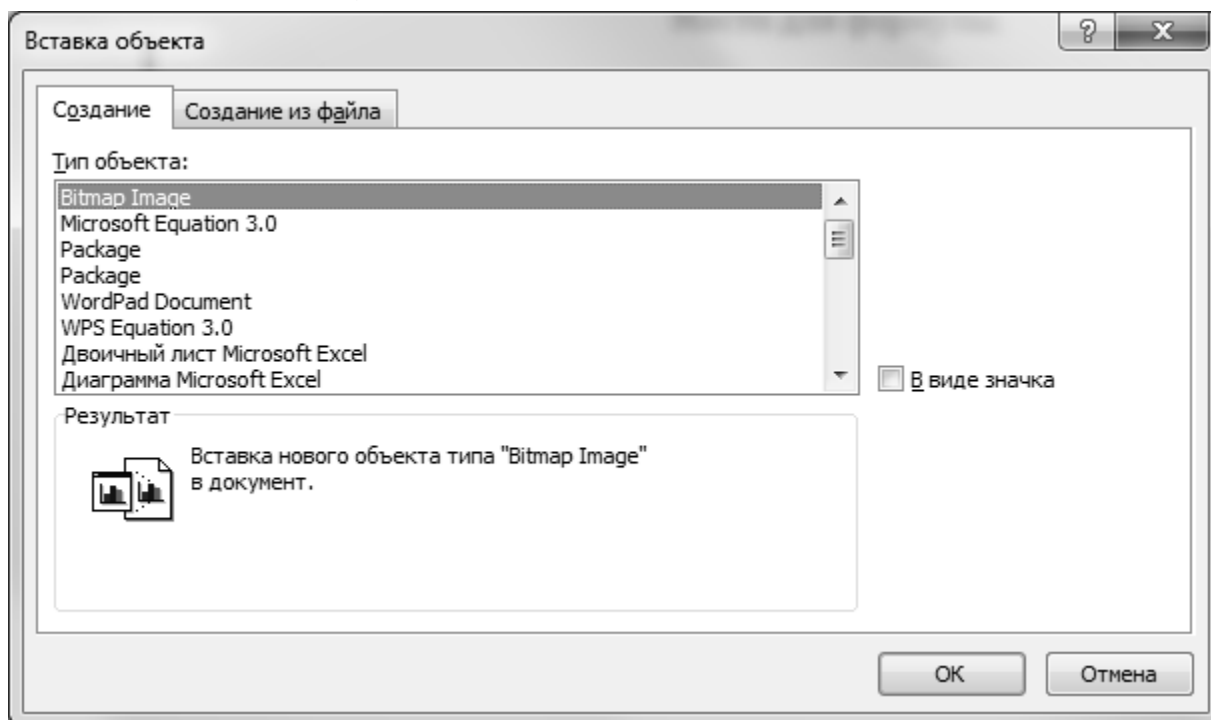 Вставка объекта
Создание
Создание из файла
Тип объекта:
Bitmap Image
Microsoft Equation 3.0
Package
Package
WordPad Document
WPS Equation 3.0
Двоичный лист Microsoft Excel
Диаграмма Microsoft Excel
В виде значка
Результат
Вставка нового объекта типа "Bitmap Image"
в документ.
ОК
Отмена